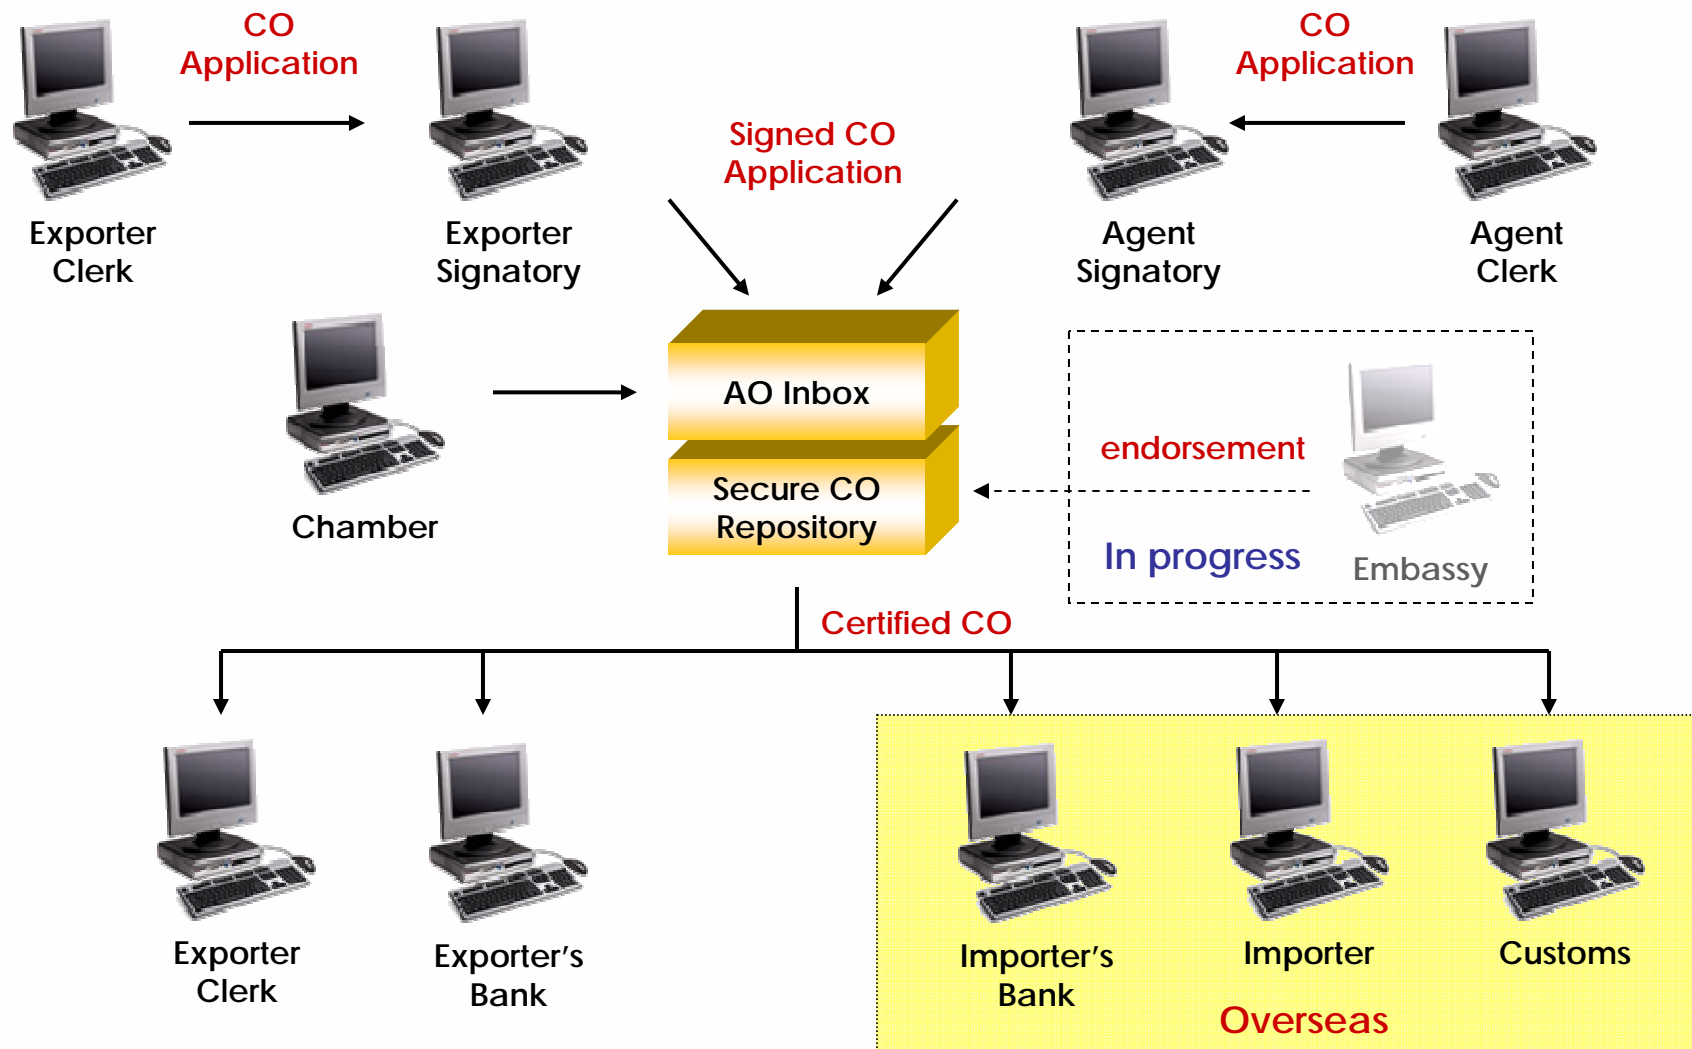 CO
Application
CO
Application
Signed CO
Application
Exporter
Clerk
Exporter
Signatory
Agent
Signatory
Agent
Clerk
AO Inbox
Secure CO
Repository
Chamber
endorsement
In progress
Embassy
Certified CO
Exporter
Clerk
Exporter's
Bank
Importer's
Bank
Importer
Customs
Overseas